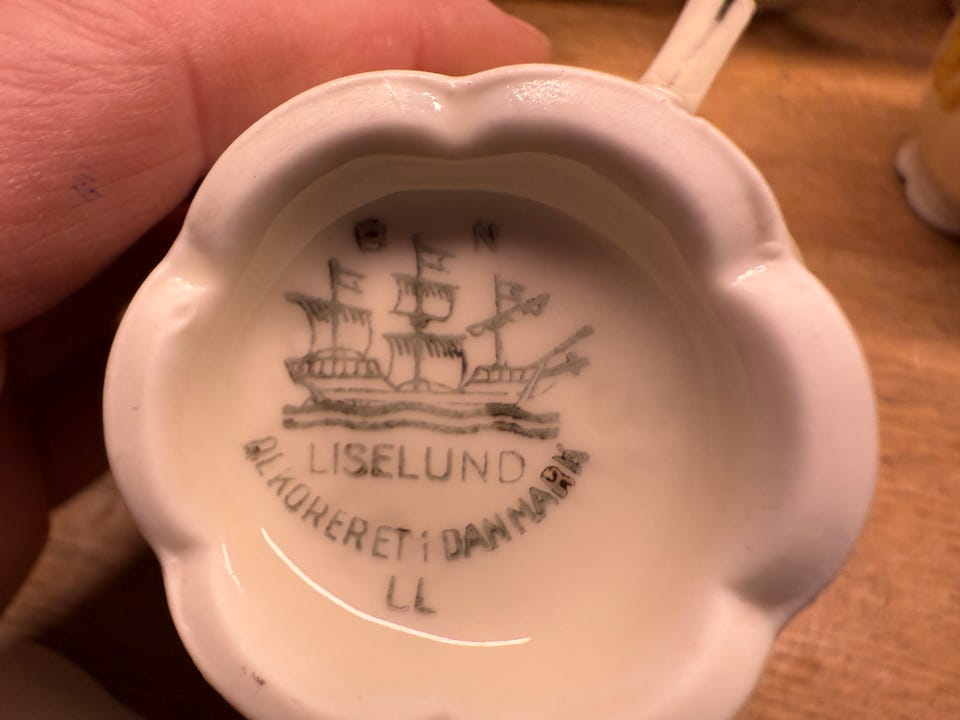 D N
LISELUND
DEKORERET i DANMARK
LL